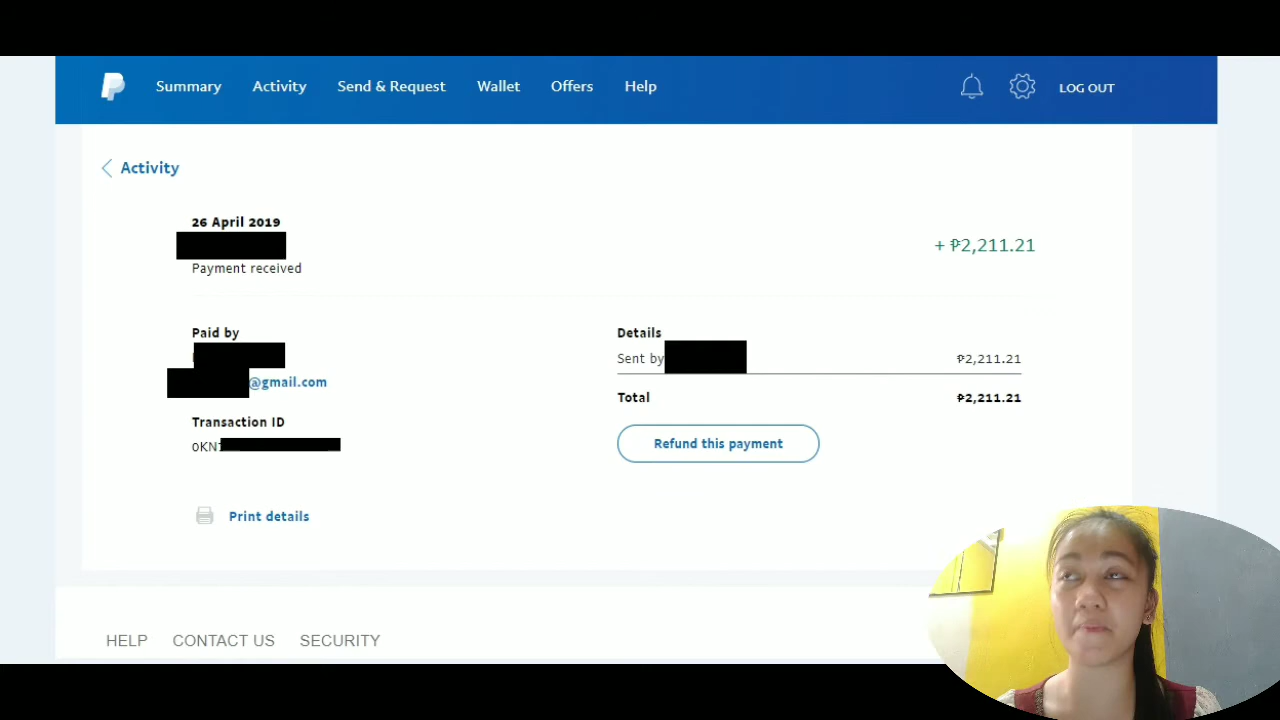 Summary Activity Send & Request Wallet Offers Help LOG OUT
Activity
26 April 2019
+ ₱2,211.21
Payment received
Paid by
@gmail.com
Transaction ID
0KN
Details
Sent by ₱2,211.21
Total ₱2,211.21
Refund this payment
Print details
HELP CONTACT US SECURITY